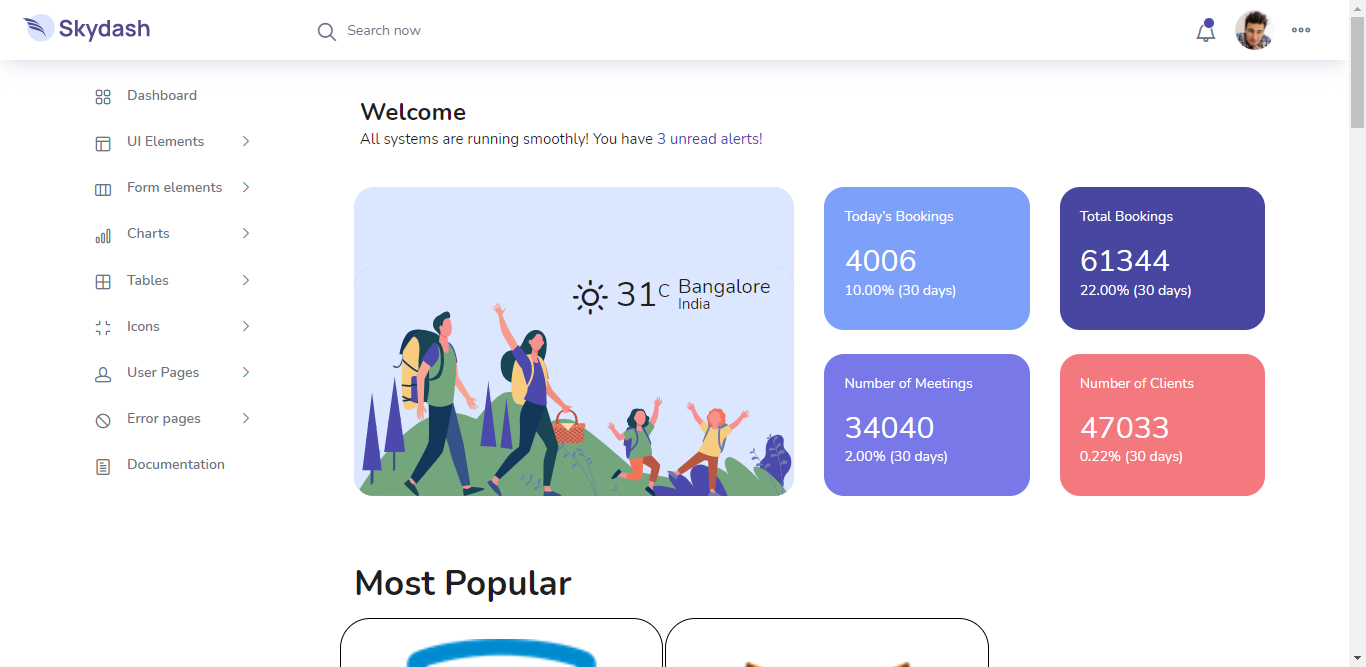 Skydash
Search now
Dashboard
UI Elements
Form elements
Charts
Tables
Icons
User Pages
Error pages
Documentation
Welcome
All systems are running smoothly! You have 3 unread alerts!
31C Bangalore
India
Today’s Bookings
4006
10.00% (30 days)
Total Bookings
61344
22.00% (30 days)
Number of Meetings
34040
2.00% (30 days)
Number of Clients
47033
0.22% (30 days)
Most Popular